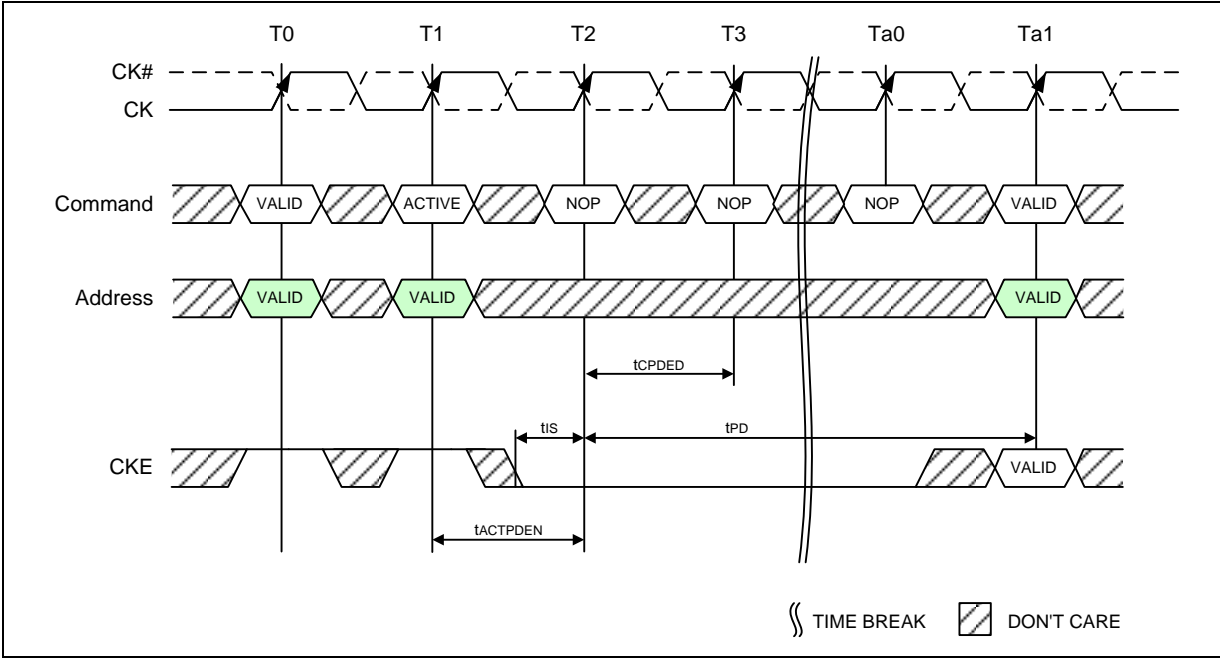 T0 T1 T2 T3 Ta0 Ta1
CK#
CK
Command VALID ACTIVE NOP NOP NOP VALID
Address VALID VALID VALID
tCPDED
tIS tPD
CKE VALID
tACTPDEN
TIME BREAK DON'T CARE